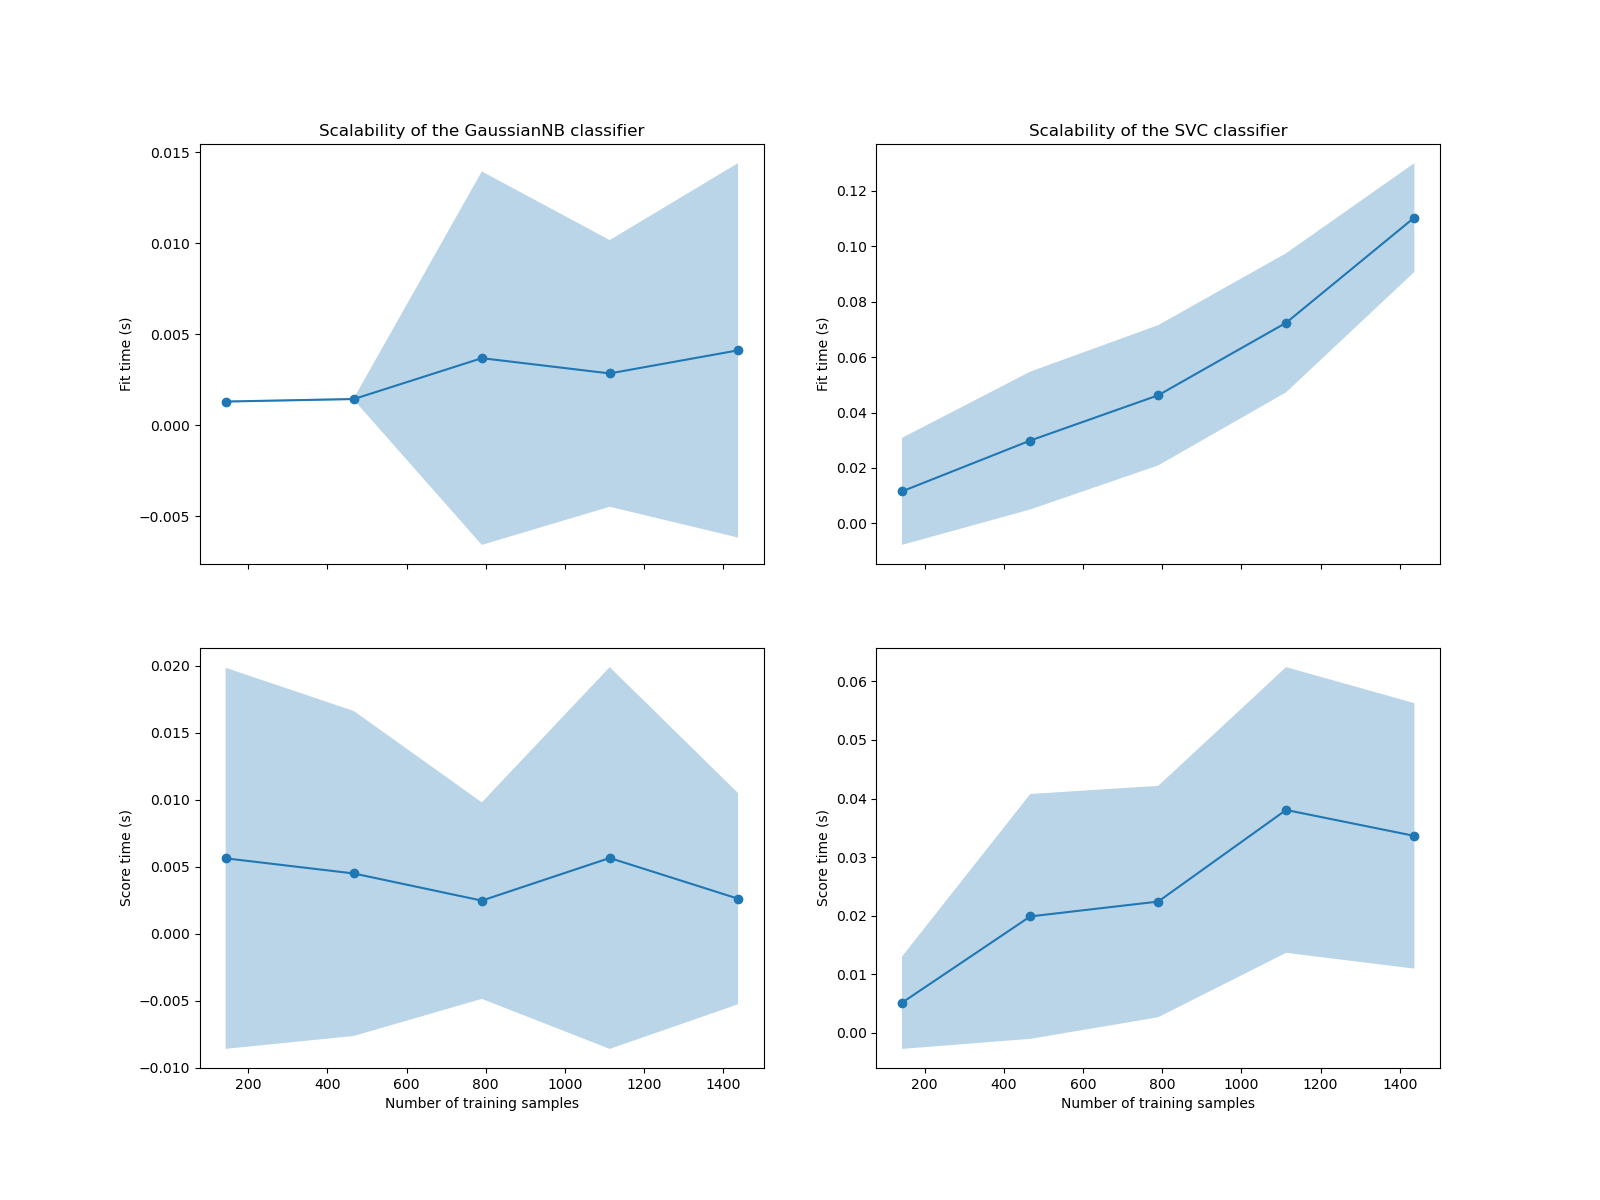 Scalability of the GaussianNB classifier
0.015
0.010
0.005
0.000
−0.005
Fit time (s)
Scalability of the SVC classifier
0.12
0.10
0.08
0.06
0.04
0.02
0.00
Fit time (s)
0.020
0.015
0.010
0.005
0.000
−0.005
−0.010
Score time (s)
200 400 600 800 1000 1200 1400
Number of training samples
0.06
0.05
0.04
0.03
0.02
0.01
0.00
Score time (s)
200 400 600 800 1000 1200 1400
Number of training samples